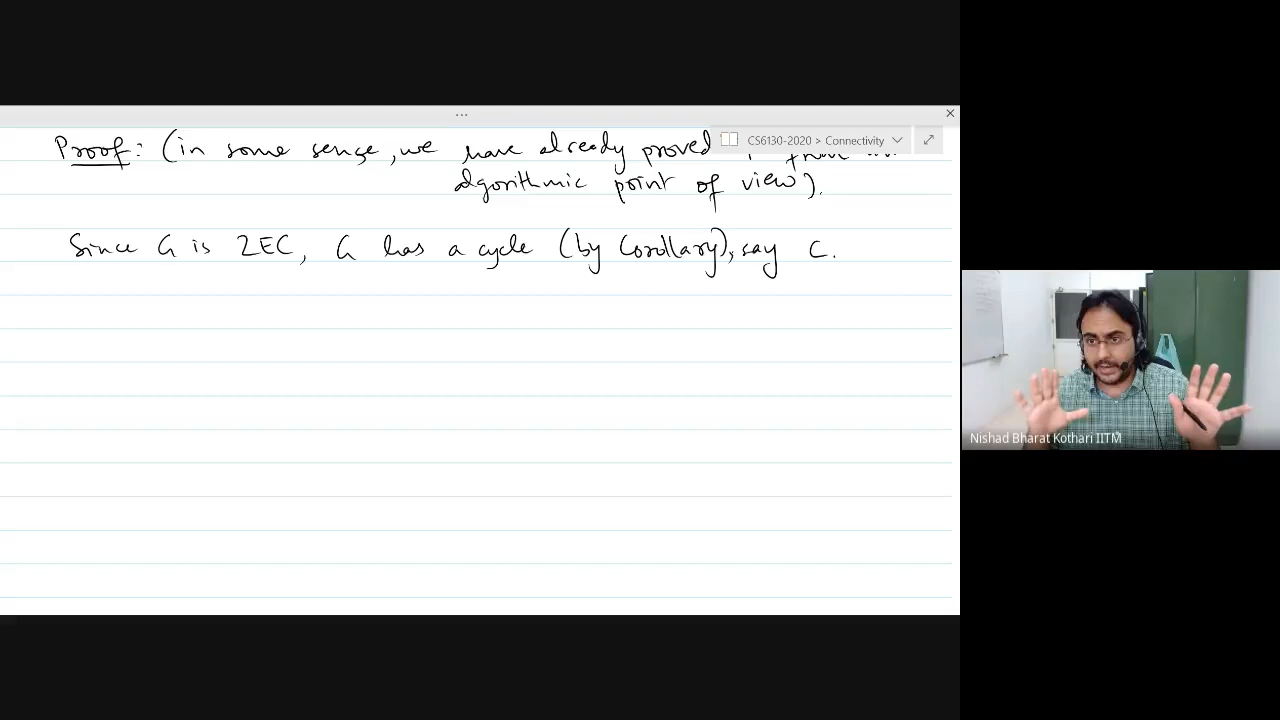 Proof: (in some sense, we have already proved
CS6130-2020 > Connectivity
algorithmic point of view).
Since G is 2EC, G has a cycle (by Corollary), say C.
Nishad Bharat Kothari IITM